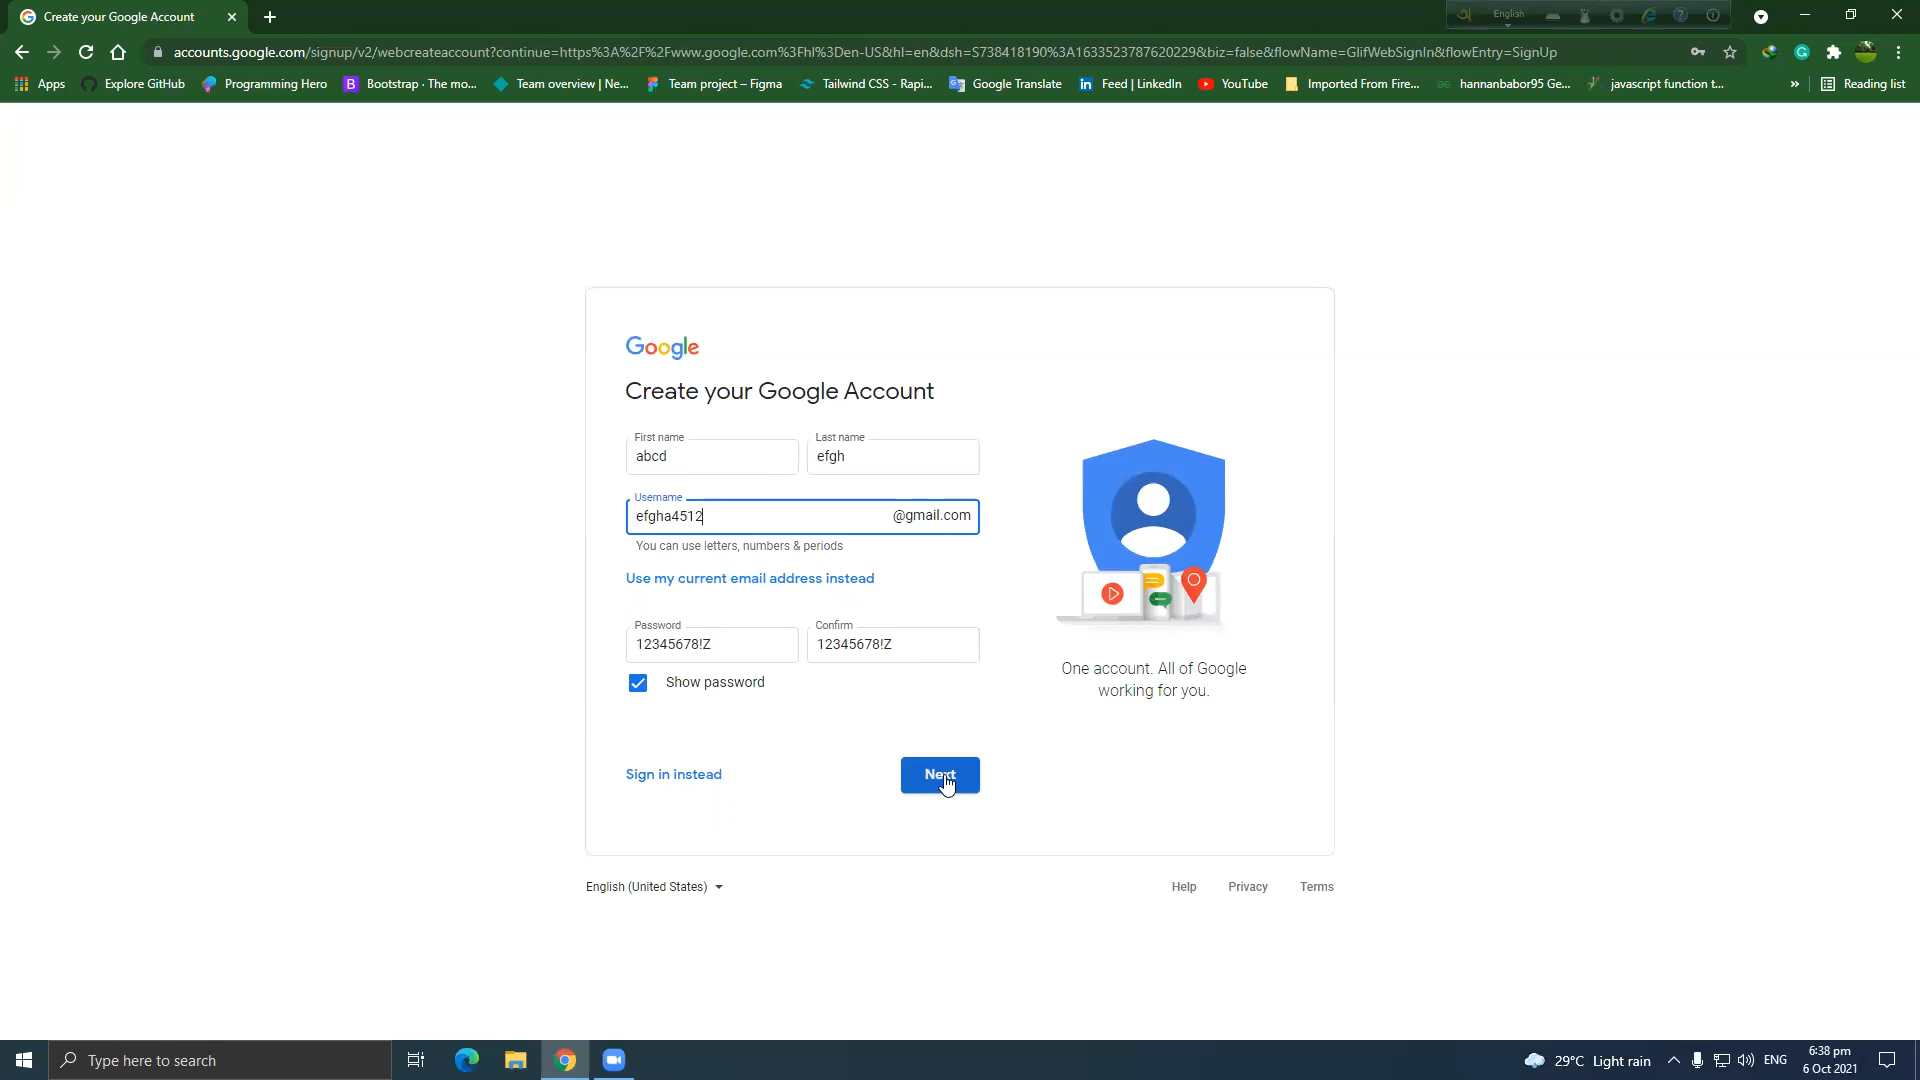 Create your Google Account
English
accounts.google.com/signup/v2/webcreateaccount?continue=https%3A%2F%2Fwww.google.com%3Fhl%3Den-US&hl=en&dsh=S738418190%3A1633523787620229&biz=false&flowName=GlifWebSignIn&flowEntry=SignUp
Apps Explore GitHub Programming Hero Bootstrap · The mo... Team overview | Ne... Team project – Figma Tailwind CSS - Rapi... Google Translate Feed | LinkedIn YouTube Imported From Fire... hannanbabor95 Ge... javascript function t... » Reading list
Google
Create your Google Account
First name Last name
abcd efgh
Username
efgha4512 @gmail.com
You can use letters, numbers & periods
Use my current email address instead
Password Confirm
12345678!Z 12345678!Z
Show password
One account. All of Google
working for you.
Sign in instead Next
English (United States) Help Privacy Terms
Type here to search 29°C Light rain ENG 6:38 pm
6 Oct 2021